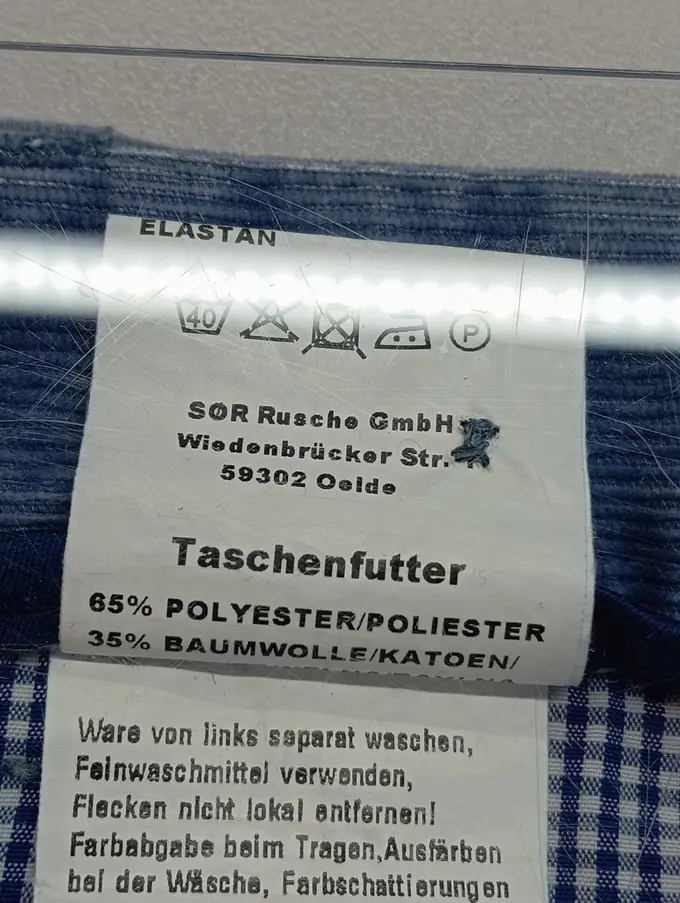 ELASTAN
40
P
SØR Rusche GmbH
Wiedenbrücker Str.
59302 Oelde
Taschenfutter
65% POLYESTER/POLIESTER
35% BAUMWOLLE/KATOEN/
Ware von links separat waschen,
Feinwaschmittel verwenden,
Flecken nicht lokal entfernen!
Farbabgabe beim Tragen,Ausfärben
bei der Wäsche, Farbschattierungen